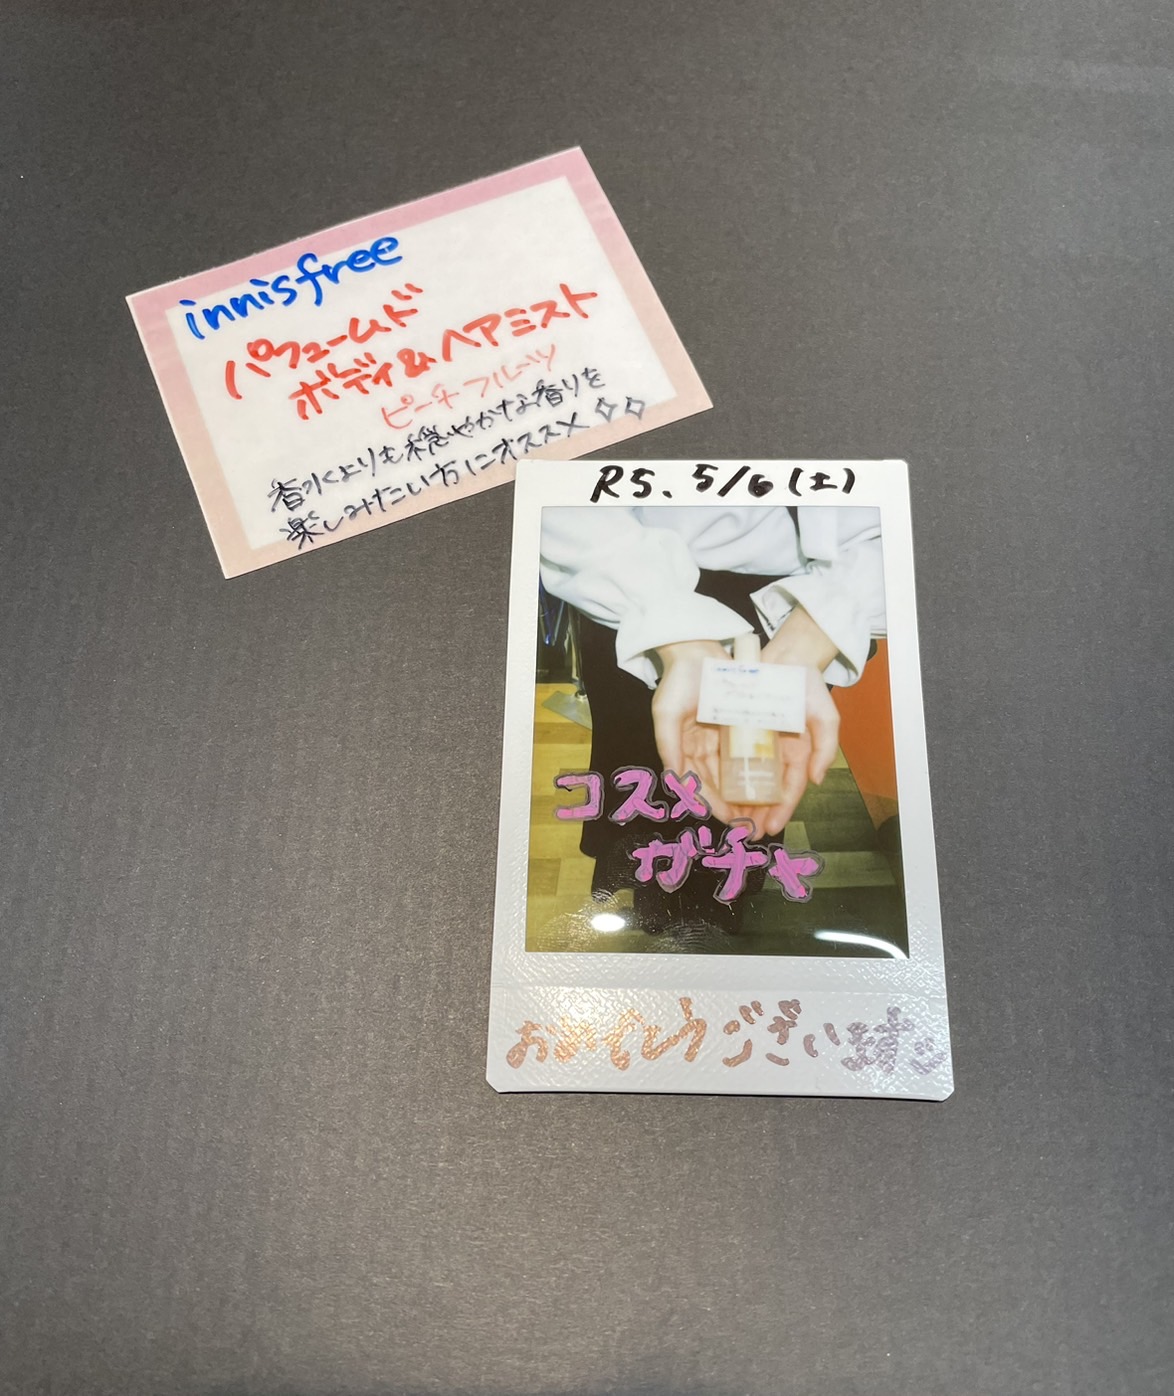 innisfree
パフュームド
ボディ&ヘアミスト
ピーチフルーツ
香水よりも穏やかな香りを
楽しみたい方にオススメ
R5. 5/6(土)
innisfree
コスメ
ガチャ
おめでとうございます